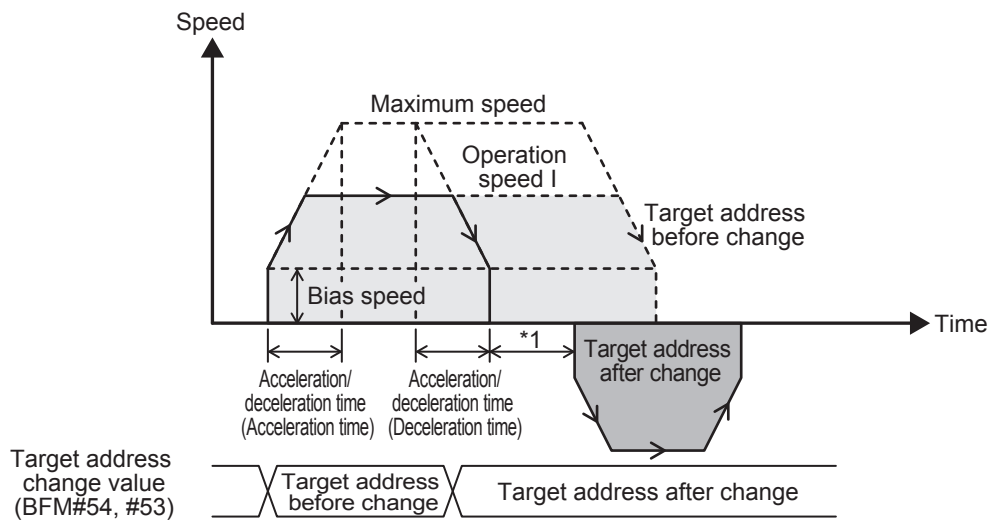 Speed
Maximum speed
Operation
speed I
Target address
before change
Bias speed
Time
*1
Target address
after change
Acceleration/
deceleration time
(Acceleration time)
Acceleration/
deceleration time
(Deceleration time)
Target address
change value
(BFM#54, #53)
Target address
before change
Target address after change